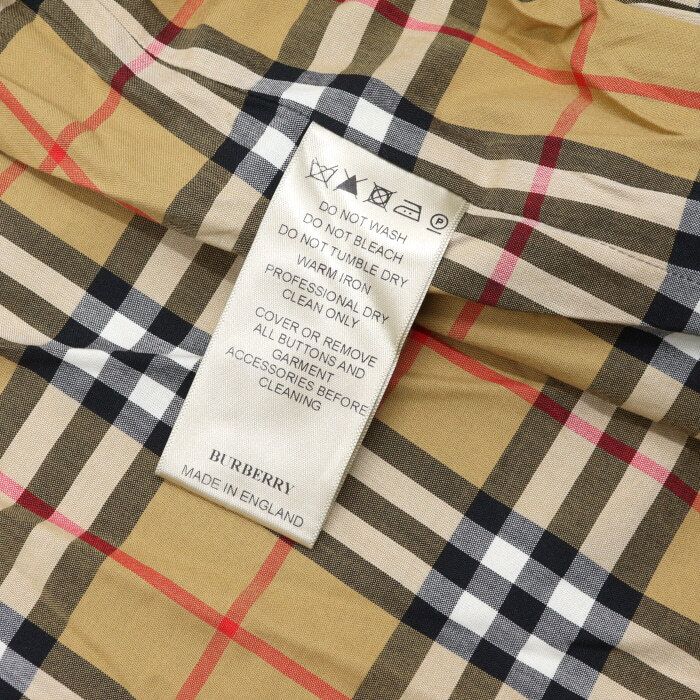 P
DO NOT WASH
DO NOT BLEACH
DO NOT TUMBLE DRY
WARM IRON
PROFESSIONAL DRY
CLEAN ONLY
COVER OR REMOVE
ALL BUTTONS AND
GARMENT
ACCESSORIES BEFORE
CLEANING
BURBERRY
MADE IN ENGLAND